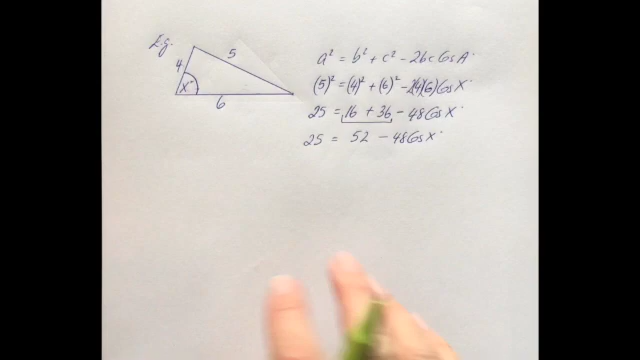 E.g.
4
5
x°
6
a² = b² + c² - 2bc Cos A°
(5)² = (4)² + (6)² - 2(4)(6) Cos X°
25 = 16 + 36 - 48 Cos X°
25 = 52 - 48 Cos X°